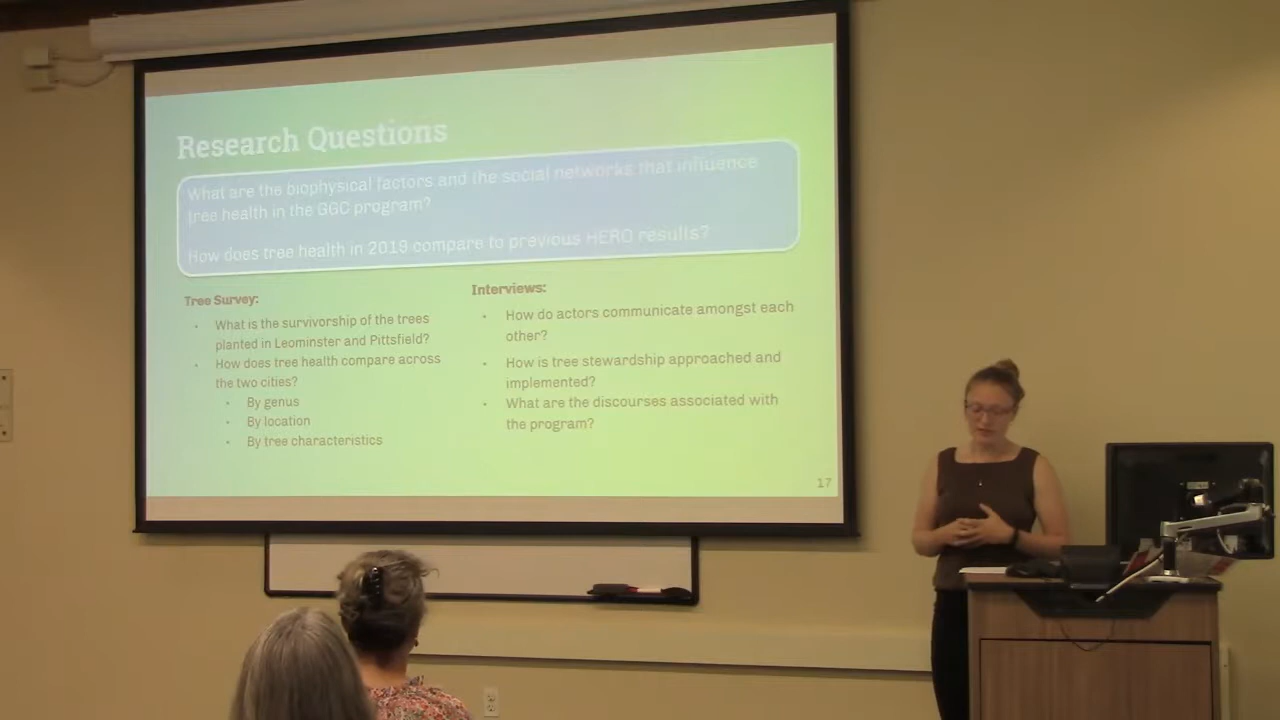 Research Questions
What are the biophysical factors and the social networks that influence
tree health in the GGC program?
How does tree health in 2019 compare to previous HERO results?
Tree Survey:
• What is the survivorship of the trees
planted in Leominster and Pittsfield?
• How does tree health compare across
the two cities?
• By genus
• By location
• By tree characteristics
Interviews:
• How do actors communicate amongst each
other?
• How is tree stewardship approached and
implemented?
• What are the discourses associated with
the program?
17